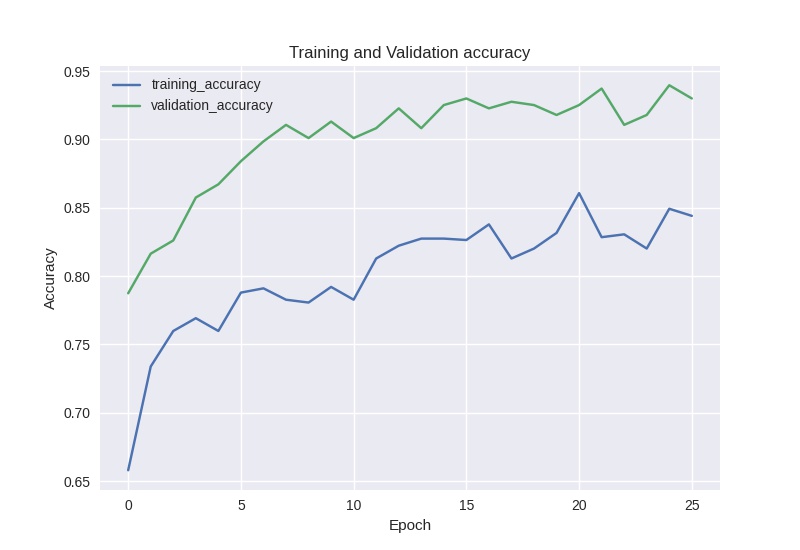 Training and Validation accuracy
training_accuracy
validation_accuracy
0.95
0.90
0.85
0.80
0.75
0.70
0.65
Accuracy
0 5 10 15 20 25
Epoch